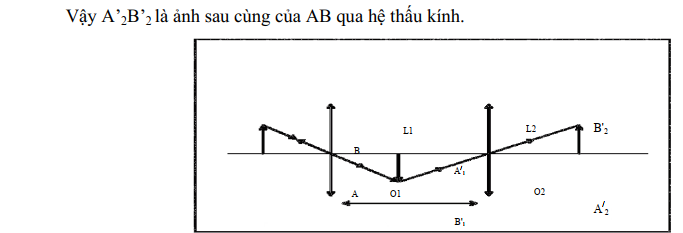 Vậy A’₂B’₂ là ảnh sau cùng của AB qua hệ thấu kính.
L1
L2
B'₂
B
A'₁
A
O1
O2
A'₂
B'₁